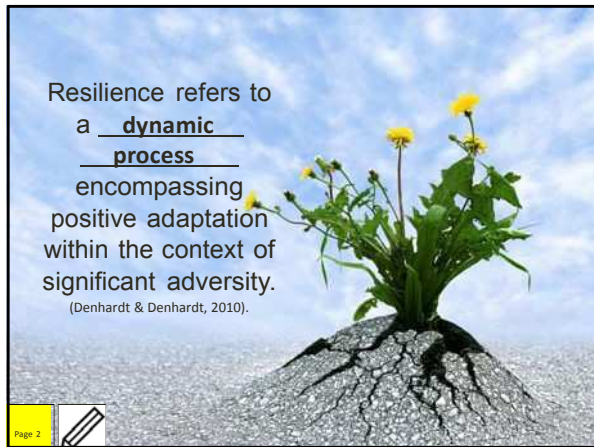 Resilience refers to
a dynamic
process
encompassing
positive adaptation
within the context of
significant adversity.
(Denhardt & Denhardt, 2010).
Page 2